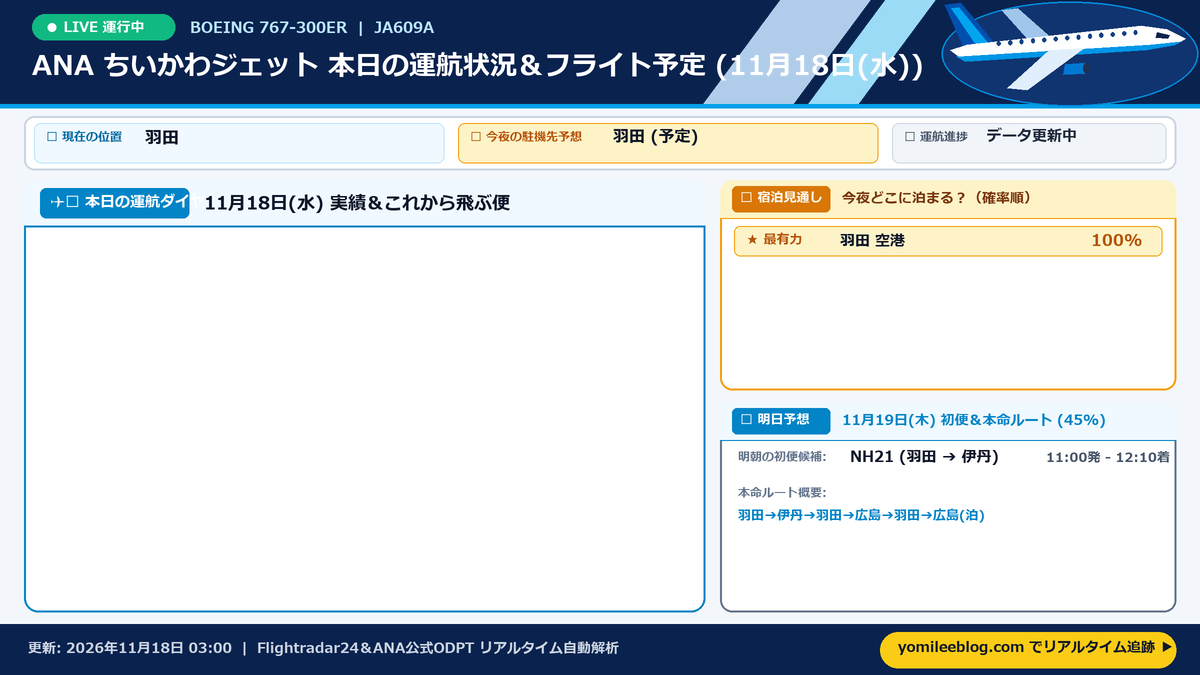 ● LIVE 運行中 BOEING 767-300ER | JA609A
ANA ちいかわジェット 本日の運航状況＆フライト予定 (11月18日(水))
□ 現在の位置 羽田
□ 今夜の駐機先予想 羽田 (予定)
□ 運航進捗 データ更新中
✈□ 本日の運航ダイ 11月18日(水) 実績＆これから飛ぶ便
□ 宿泊見通し 今夜どこに泊まる？（確率順）
★ 最有力 羽田 空港 100%
□ 明日予想 11月19日(木) 初便＆本命ルート (45%)
明朝の初便候補: NH21 (羽田 → 伊丹) 11:00発 - 12:10着
本命ルート概要:
羽田→伊丹→羽田→広島→羽田→広島(泊)
更新: 2026年11月18日 03:00 | Flightradar24＆ANA公式ODPT リアルタイム自動解析
yomileeblog.com でリアルタイム追跡 ▶